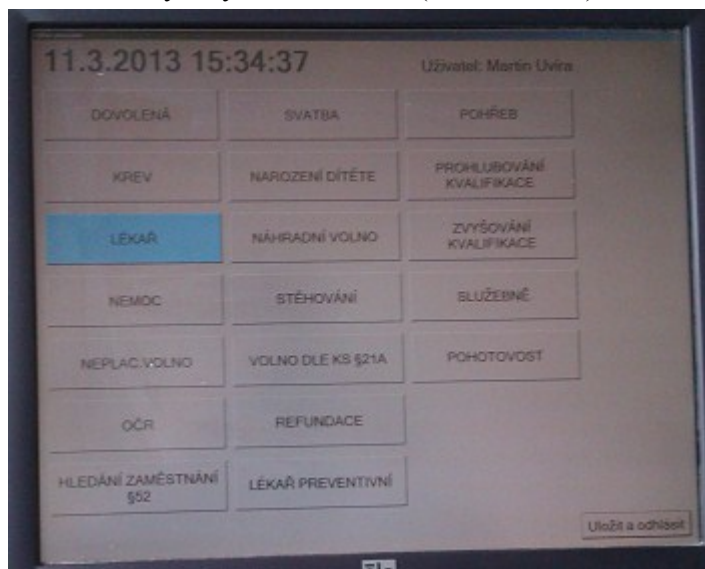 11.3.2013 15:34:37
Uživatel: Martin Uvíra
DOVOLENÁ
SVATBA
POHŘEB
KREV
NAROZENÍ DÍTĚTE
PROHLUBOVÁNÍ
KVALIFIKACE
LÉKAŘ
NÁHRADNÍ VOLNO
ZVYŠOVÁNÍ
KVALIFIKACE
NEMOC
STĚHOVÁNÍ
SLUŽEBNĚ
NEPLAC.VOLNO
VOLNO DLE KS §21A
POHOTOVOST
OČR
REFUNDACE
HLEDÁNÍ ZAMĚSTNÁNÍ
§52
LÉKAŘ PREVENTIVNÍ
Uložit a odhlásit